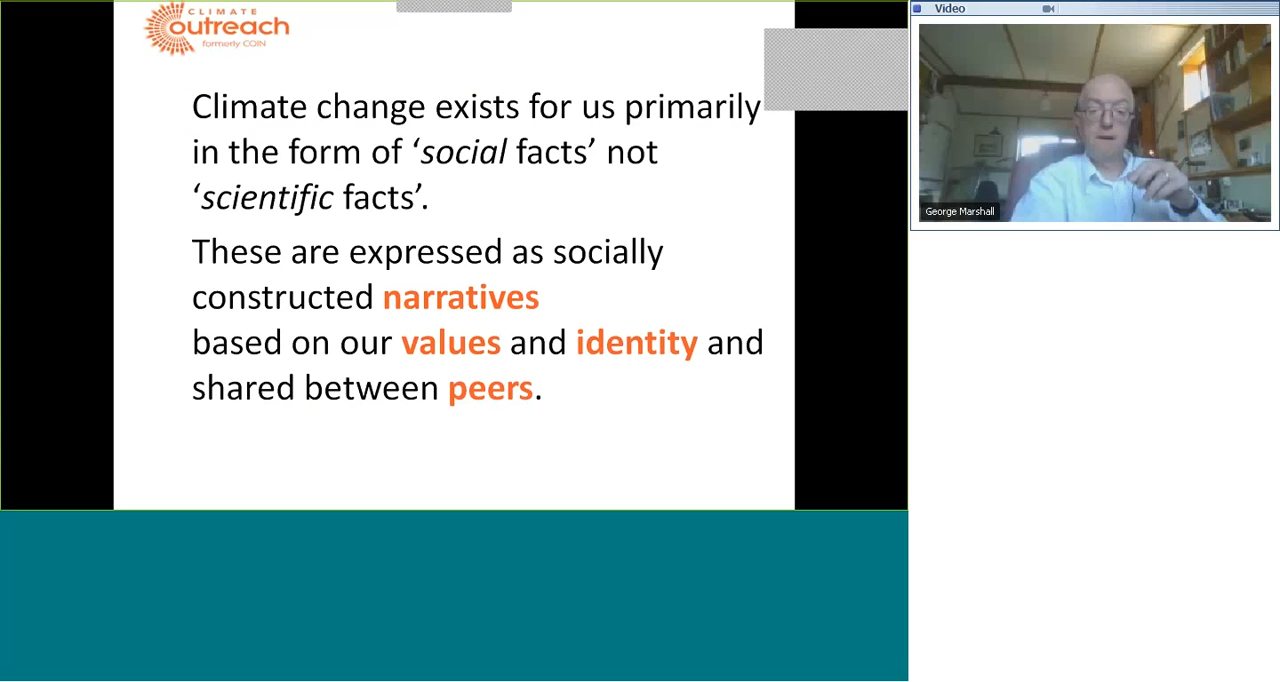 CLIMATE
outreach
formerly COIN
Climate change exists for us primarily
in the form of ‘social facts’ not
‘scientific facts’.
These are expressed as socially
constructed narratives
based on our values and identity and
shared between peers.
Video
George Marshall